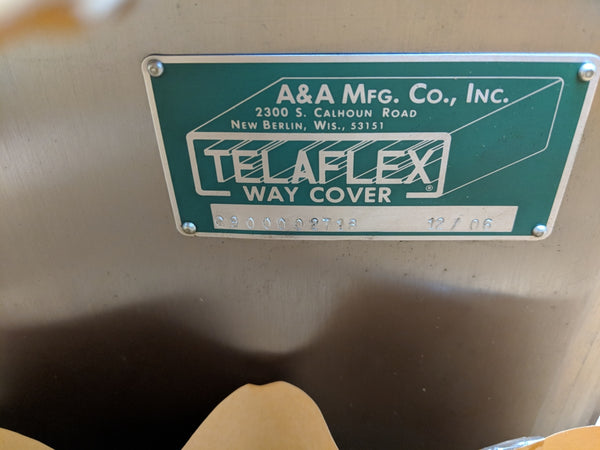 A&A MFG. CO., INC.
2300 S. CALHOUN ROAD
NEW BERLIN, WIS., 53151
TELAFLEX®
WAY COVER
12/06